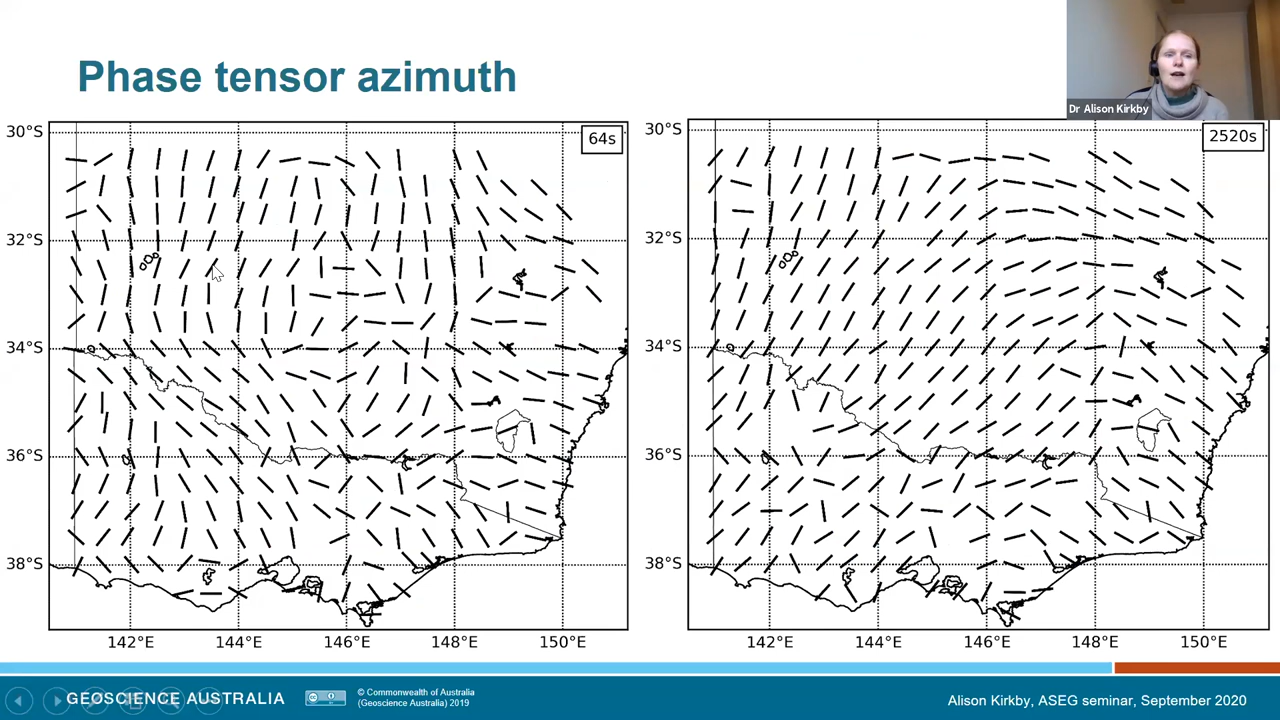 Phase tensor azimuth
Dr Alison Kirkby
30°S
32°S
34°S
36°S
38°S
64s
142°E
144°E
146°E
148°E
150°E
30°S
32°S
34°S
36°S
38°S
2520s
142°E
144°E
146°E
148°E
150°E
GEOSCIENCE AUSTRALIA
© Commonwealth of Australia
(Geoscience Australia) 2019
Alison Kirkby, ASEG seminar, September 2020